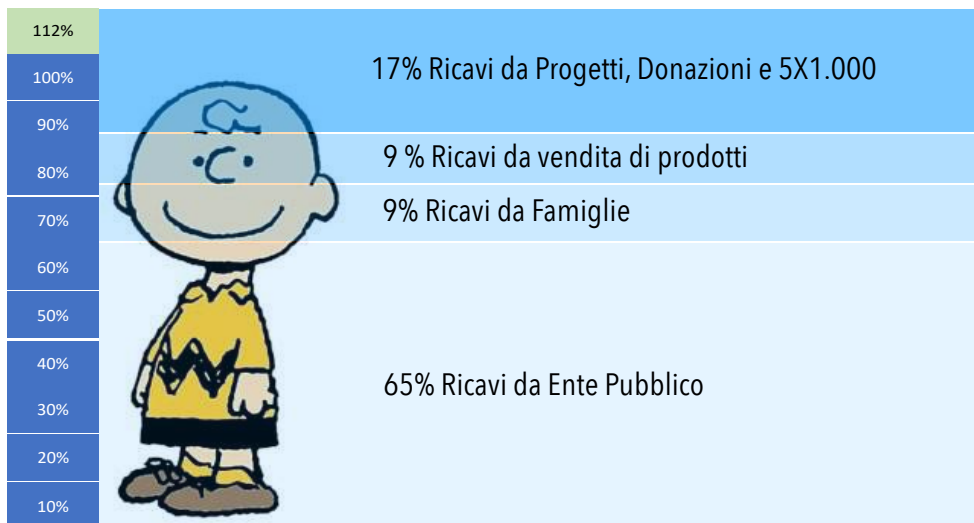 112%
100%
90%
80%
70%
60%
50%
40%
30%
20%
10%
17% Ricavi da Progetti, Donazioni e 5X1.000
9 % Ricavi da vendita di prodotti
9% Ricavi da Famiglie
65% Ricavi da Ente Pubblico